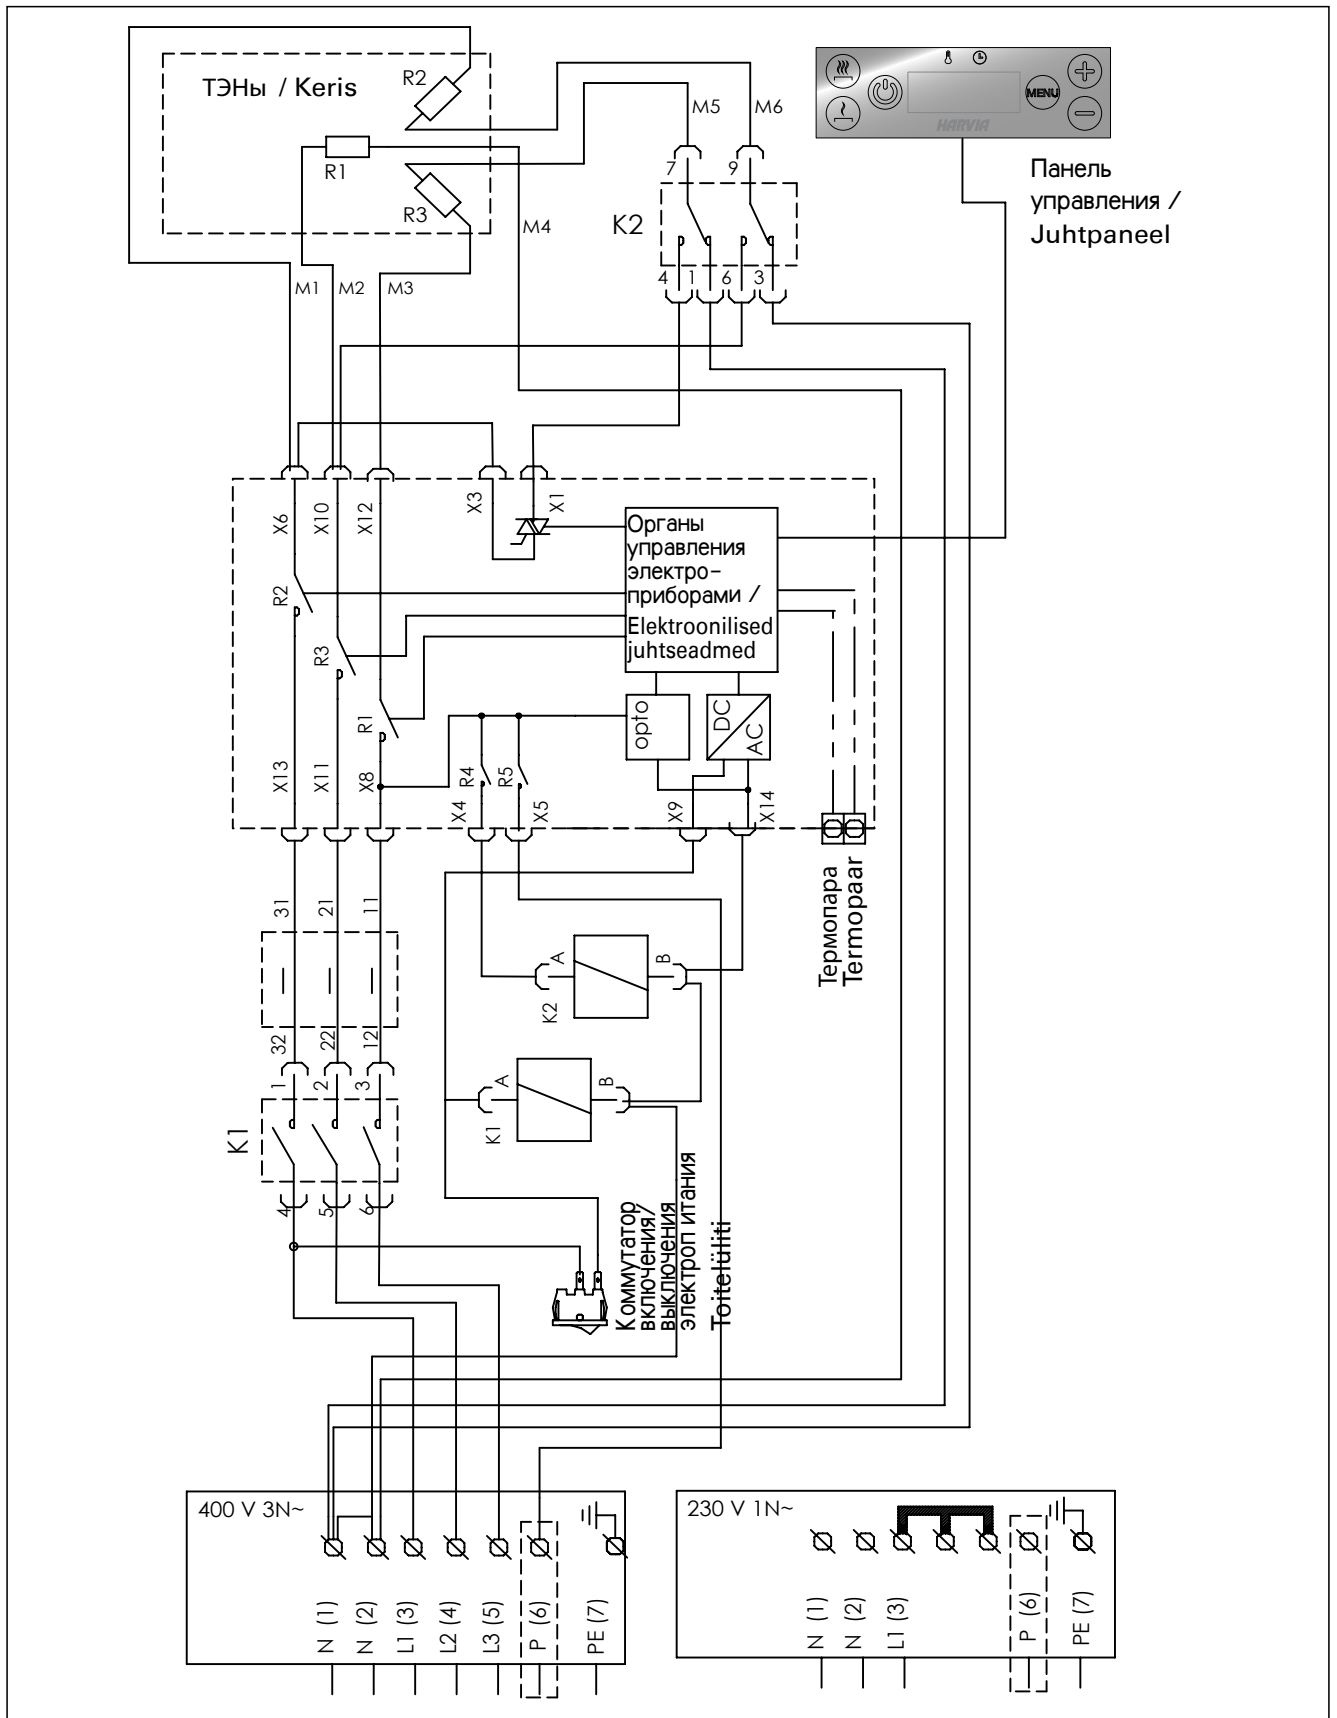 ТЭНы / Keris
R2
R1
R3
M5
M6
MENU
HARVIA
Панель
управления /
Juhtpaneel
7
9
K2
M4
4
1
6
3
M1
M2
M3
X6
X10
X12
X3
X1
Органы
управления
электро-
приборами /
Elektroonilised
juhtseadmed
R2
R3
R1
opto
DC
AC
R4
R5
X13
X11
X8
X4
X5
X9
X14
Термопара
Termopaar
31
21
11
32
22
12
A
B
K2
A
B
K1
1
2
3
K1
4
5
6
Коммутатор
включения/
выключения
электроп итания
Toitelüliti
400 V 3N~
N (1)
N (2)
L1 (3)
L2 (4)
L3 (5)
P (6)
PE (7)
230 V 1N~
N (1)
N (2)
L1 (3)
P (6)
PE (7)